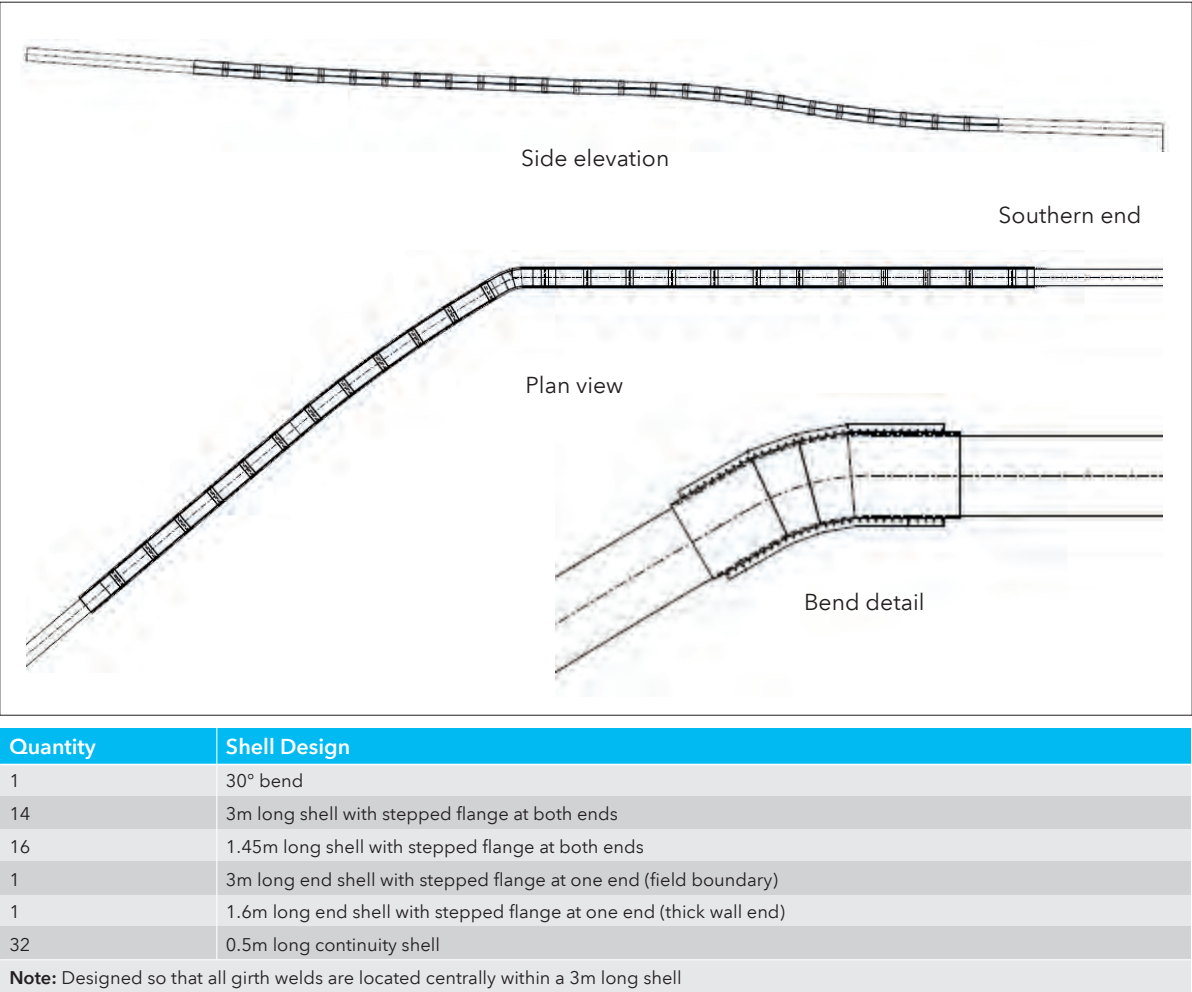 Side elevation
Southern end
Plan view
Bend detail
Quantity Shell Design
1 30° bend
14 3m long shell with stepped flange at both ends
16 1.45m long shell with stepped flange at both ends
1 3m long end shell with stepped flange at one end (field boundary)
1 1.6m long end shell with stepped flange at one end (thick wall end)
32 0.5m long continuity shell
Note: Designed so that all girth welds are located centrally within a 3m long shell